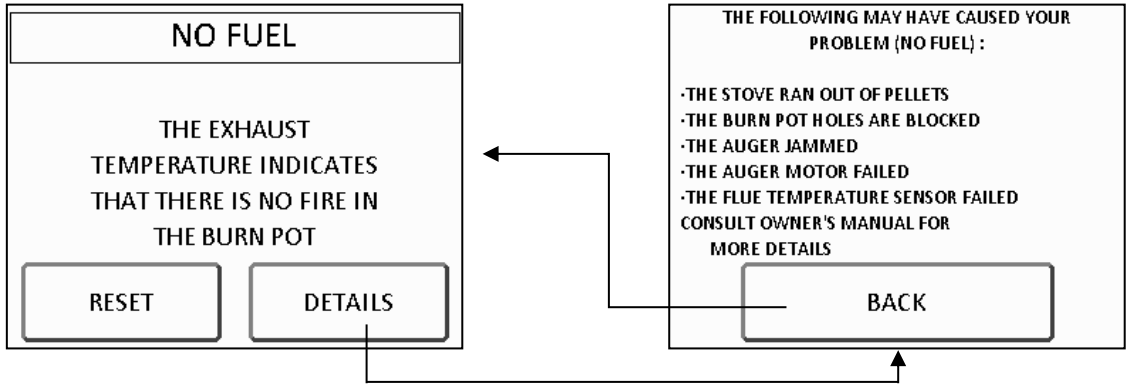 NO FUEL
THE EXHAUST
TEMPERATURE INDICATES
THAT THERE IS NO FIRE IN
THE BURN POT
RESET
DETAILS
THE FOLLOWING MAY HAVE CAUSED YOUR
PROBLEM (NO FUEL) :
·THE STOVE RAN OUT OF PELLETS
·THE BURN POT HOLES ARE BLOCKED
·THE AUGER JAMMED
·THE AUGER MOTOR FAILED
·THE FLUE TEMPERATURE SENSOR FAILED
CONSULT OWNER'S MANUAL FOR
MORE DETAILS
BACK